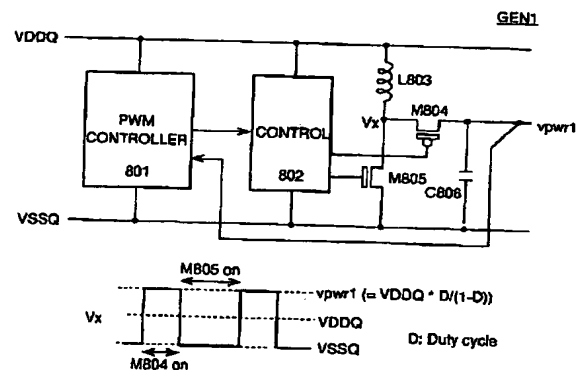 GEN1
VDDQ
L803
M804
Vx
vpwr1
PWM
CONTROLLER
801
CONTROL
802
M805
C806
VSSQ
M805 on
vpwr1 (= VDDQ * D/(1-D))
Vx
VDDQ
D: Duty cycle
VSSQ
M804 on